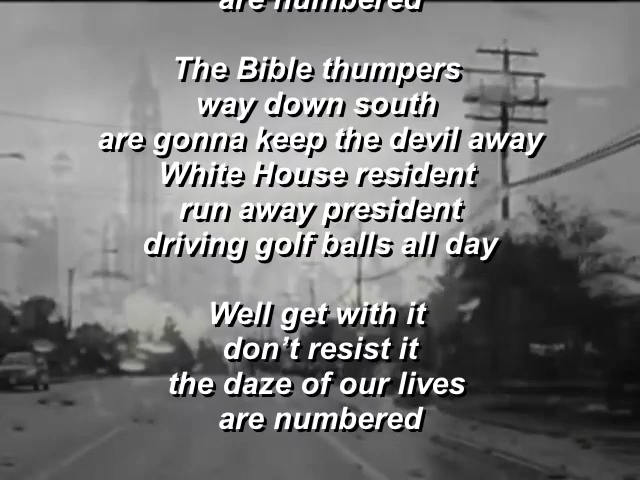 are numbered
The Bible thumpers
way down south
are gonna keep the devil away
White House resident
run away president
driving golf balls all day
Well get with it
don't resist it
the daze of our lives
are numbered